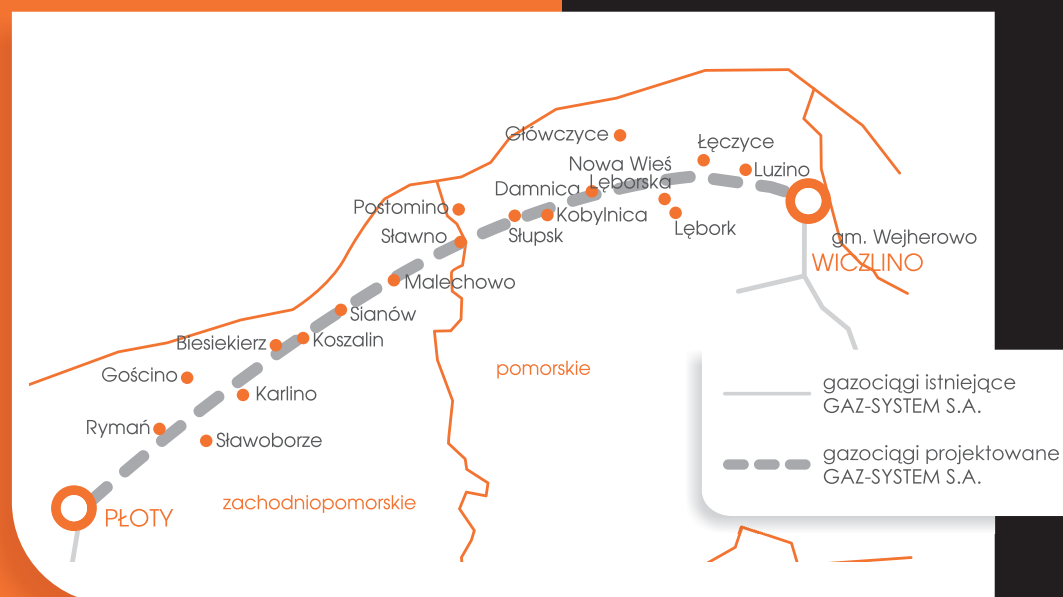 Główczyce
Łęczyce
Nowa Wieś
Lęborska
Luzino
Damnica
Postomino
Kobylnica
Słupsk
Lębork
Sławno
gm. Wejherowo
WICZLINO
Malechowo
Sianów
Biesiekierz
Koszalin
pomorskie
Gościno
Karlino
gazociągi istniejące
GAZ-SYSTEM S.A.
Rymań
Sławoborze
gazociągi projektowane
GAZ-SYSTEM S.A.
zachodniopomorskie
PŁOTY